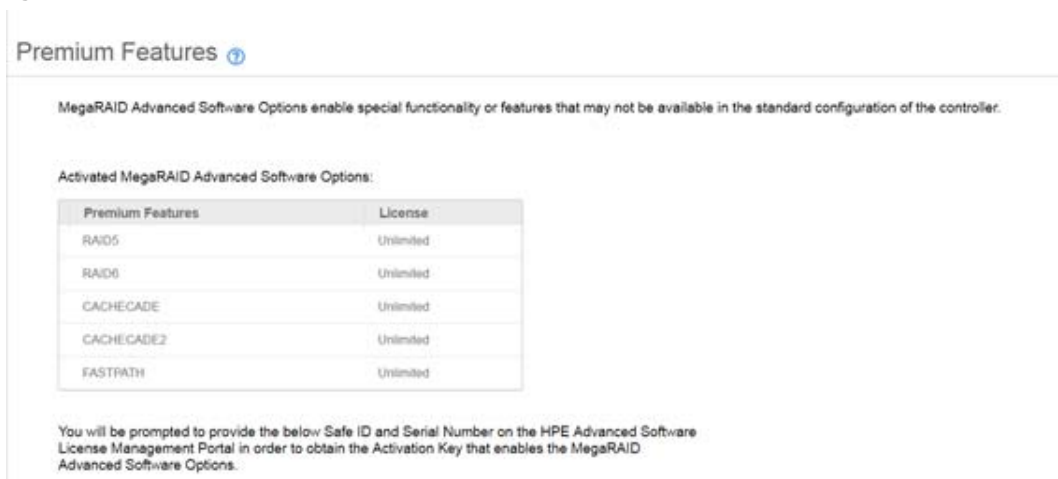 Premium Features ?
MegaRAID Advanced Software Options enable special functionality or features that may not be available in the standard configuration of the controller.
Activated MegaRAID Advanced Software Options:
Premium Features License
RAID5 Unlimited
RAID6 Unlimited
CACHECADE Unlimited
CACHECADE2 Unlimited
FASTPATH Unlimited
You will be prompted to provide the below Safe ID and Serial Number on the HPE Advanced Software
License Management Portal in order to obtain the Activation Key that enables the MegaRAID
Advanced Software Options.